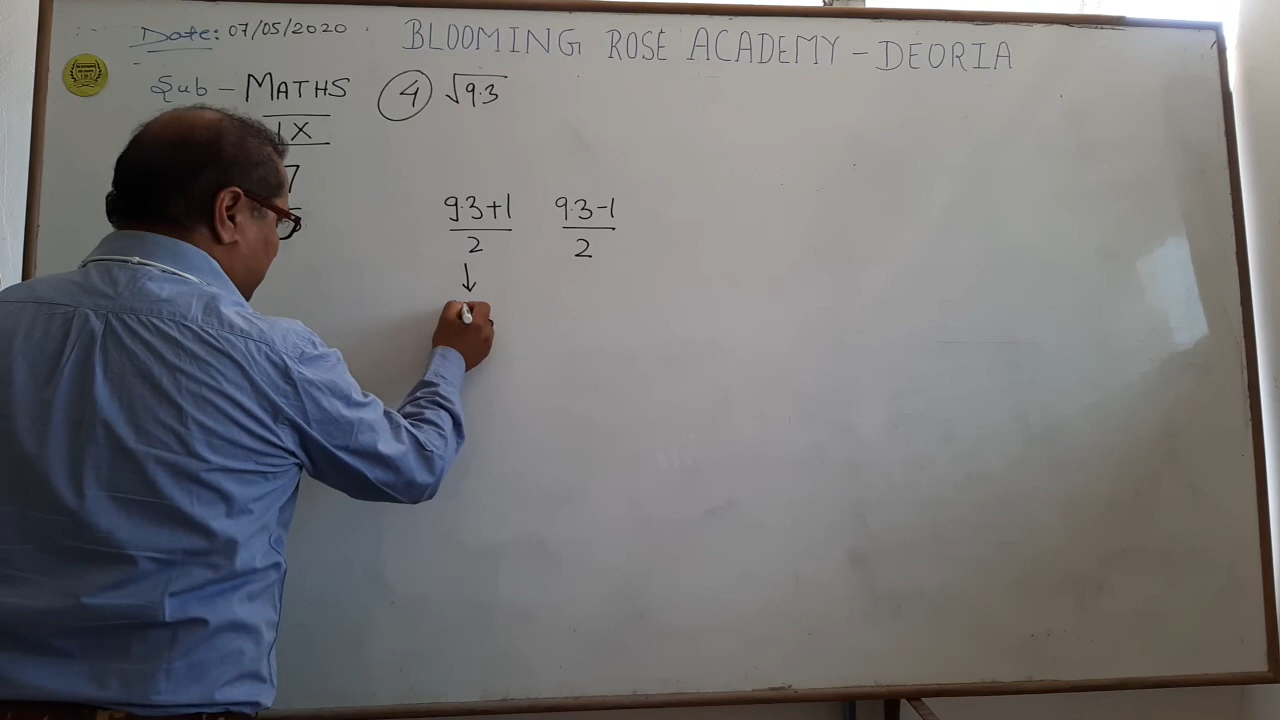 Date: 07/05/2020
BLOOMING ROSE ACADEMY - DEORIA
Sub - MATHS
IX
7
④ √9.3
9.3+1
2
9.3-1
2
↓